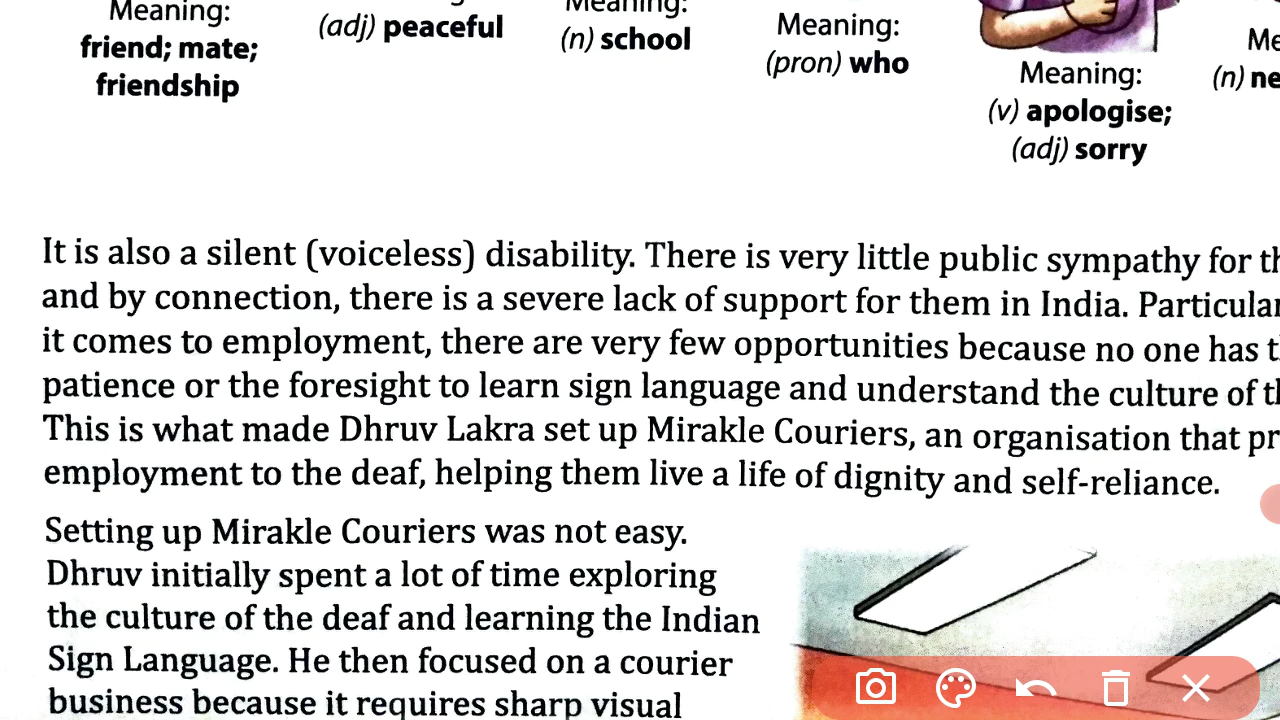 Meaning:
friend; mate;
friendship
(adj) peaceful
Meaning:
(n) school
Meaning:
(pron) who
Meaning:
(v) apologise;
(adj) sorry
(n)
It is also a silent (voiceless) disability. There is very little public sympathy for
and by connection, there is a severe lack of support for them in India.
it comes to employment, there are very few opportunities because no one has
patience or the foresight to learn sign language and understand the culture of
This is what made Dhruv Lakra set up Mirakle Couriers, an organisation that
employment to the deaf, helping them live a life of dignity and self-reliance.
Setting up Mirakle Couriers was not easy.
Dhruv initially spent a lot of time exploring
the culture of the deaf and learning the Indian
Sign Language. He then focused on a courier
business because it requires sharp visual